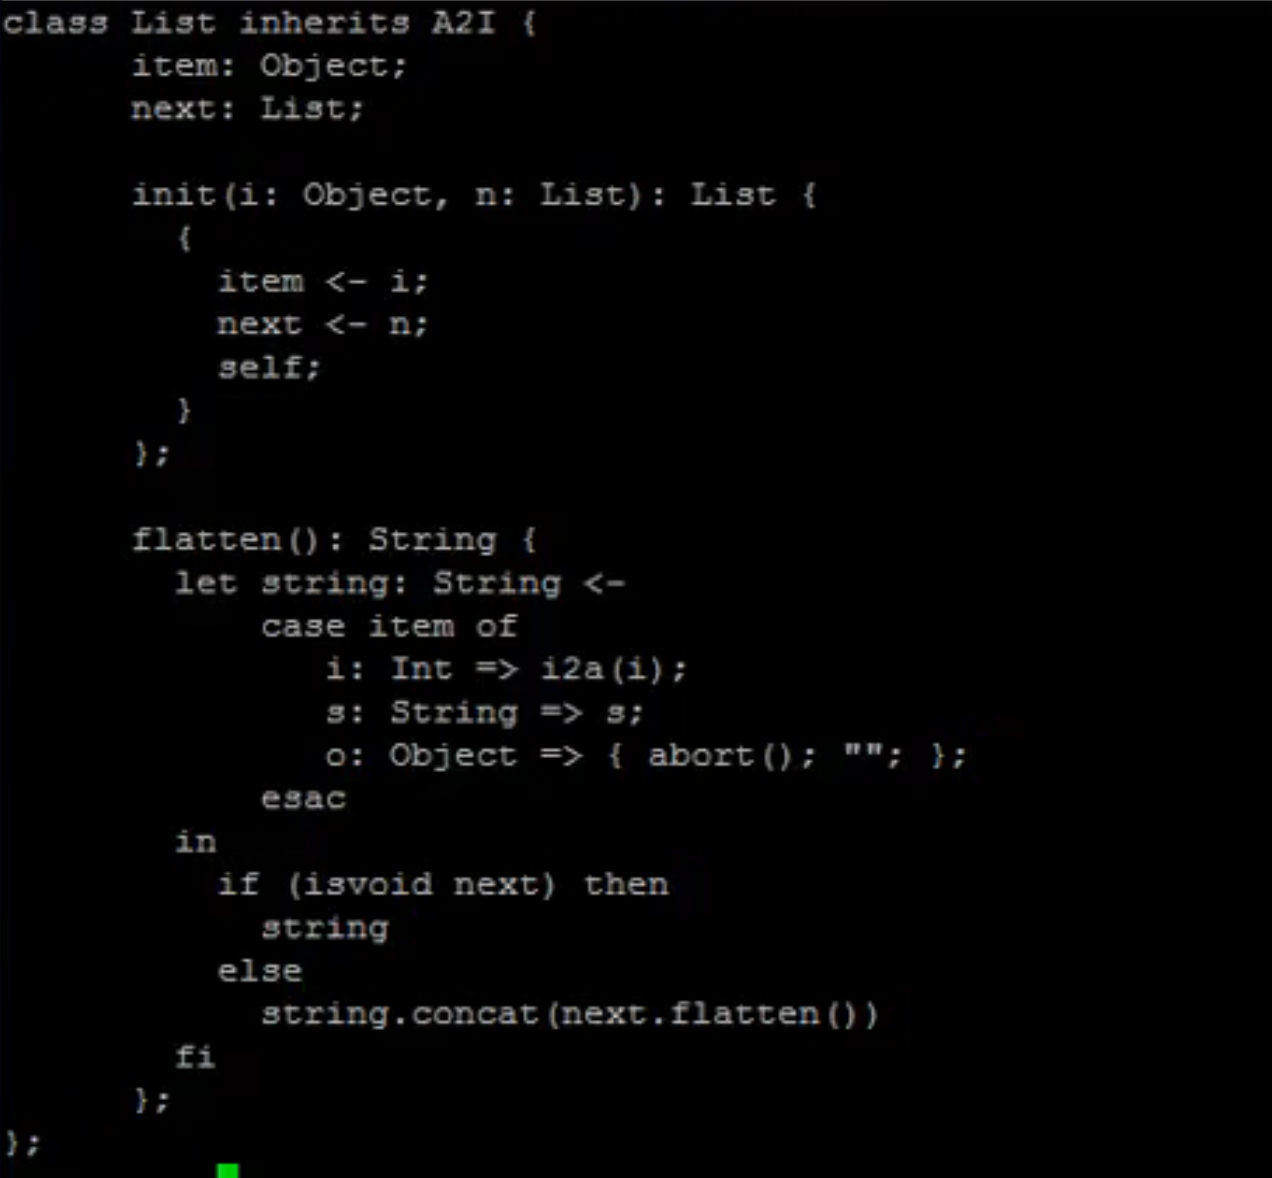 class List inherits A2I {
item: Object;
next: List;
init(i: Object, n: List): List {
{
item <- i;
next <- n;
self;
}
};
flatten(): String {
let string: String <-
case item of
i: Int => i2a(i);
s: String => s;
o: Object => { abort(); ""; };
esac
in
if (isvoid next) then
string
else
string.concat(next.flatten())
fi
};
};